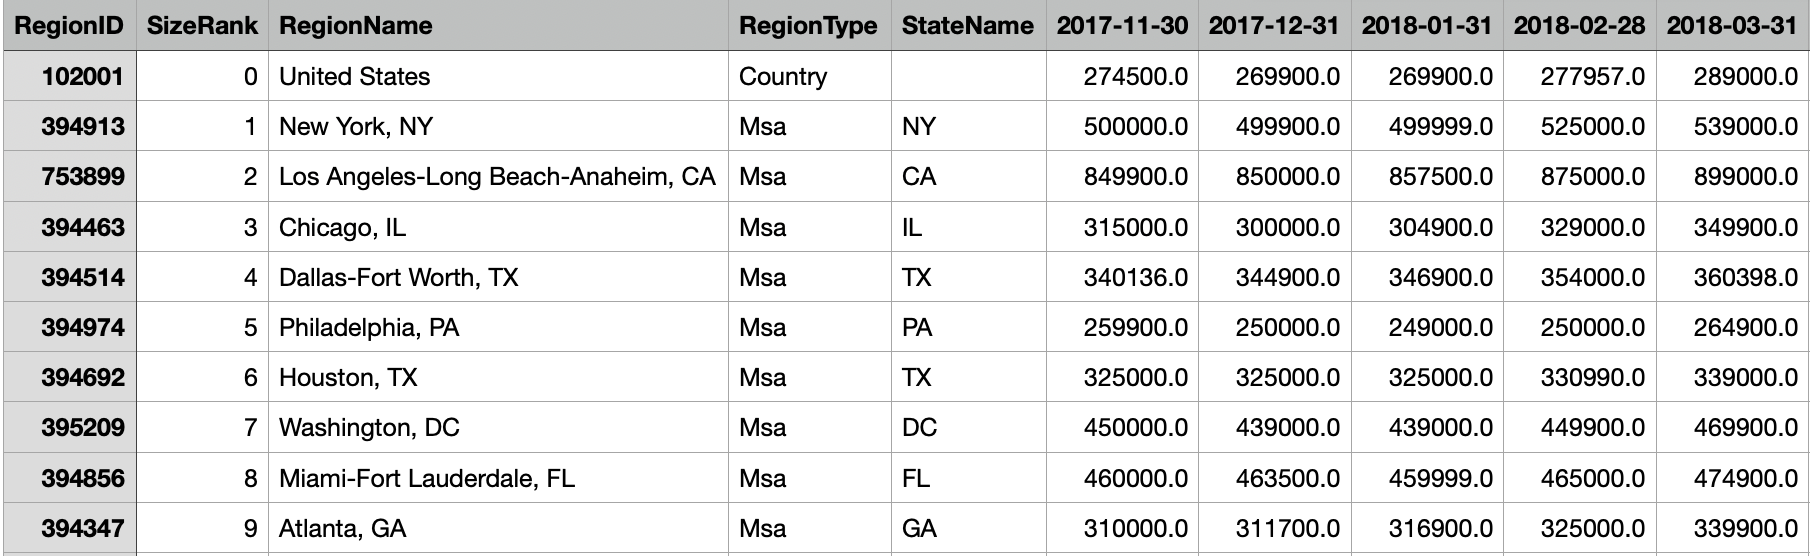 RegionID SizeRank RegionName RegionType StateName 2017-11-30 2017-12-31 2018-01-31 2018-02-28 2018-03-31
102001 0 United States Country 274500.0 269900.0 269900.0 277957.0 289000.0
394913 1 New York, NY Msa NY 500000.0 499900.0 499999.0 525000.0 539000.0
753899 2 Los Angeles-Long Beach-Anaheim, CA Msa CA 849900.0 850000.0 857500.0 875000.0 899000.0
394463 3 Chicago, IL Msa IL 315000.0 300000.0 304900.0 329000.0 349900.0
394514 4 Dallas-Fort Worth, TX Msa TX 340136.0 344900.0 346900.0 354000.0 360398.0
394974 5 Philadelphia, PA Msa PA 259900.0 250000.0 249000.0 250000.0 264900.0
394692 6 Houston, TX Msa TX 325000.0 325000.0 325000.0 330990.0 339000.0
395209 7 Washington, DC Msa DC 450000.0 439000.0 439000.0 449900.0 469900.0
394856 8 Miami-Fort Lauderdale, FL Msa FL 460000.0 463500.0 459999.0 465000.0 474900.0
394347 9 Atlanta, GA Msa GA 310000.0 311700.0 316900.0 325000.0 339900.0